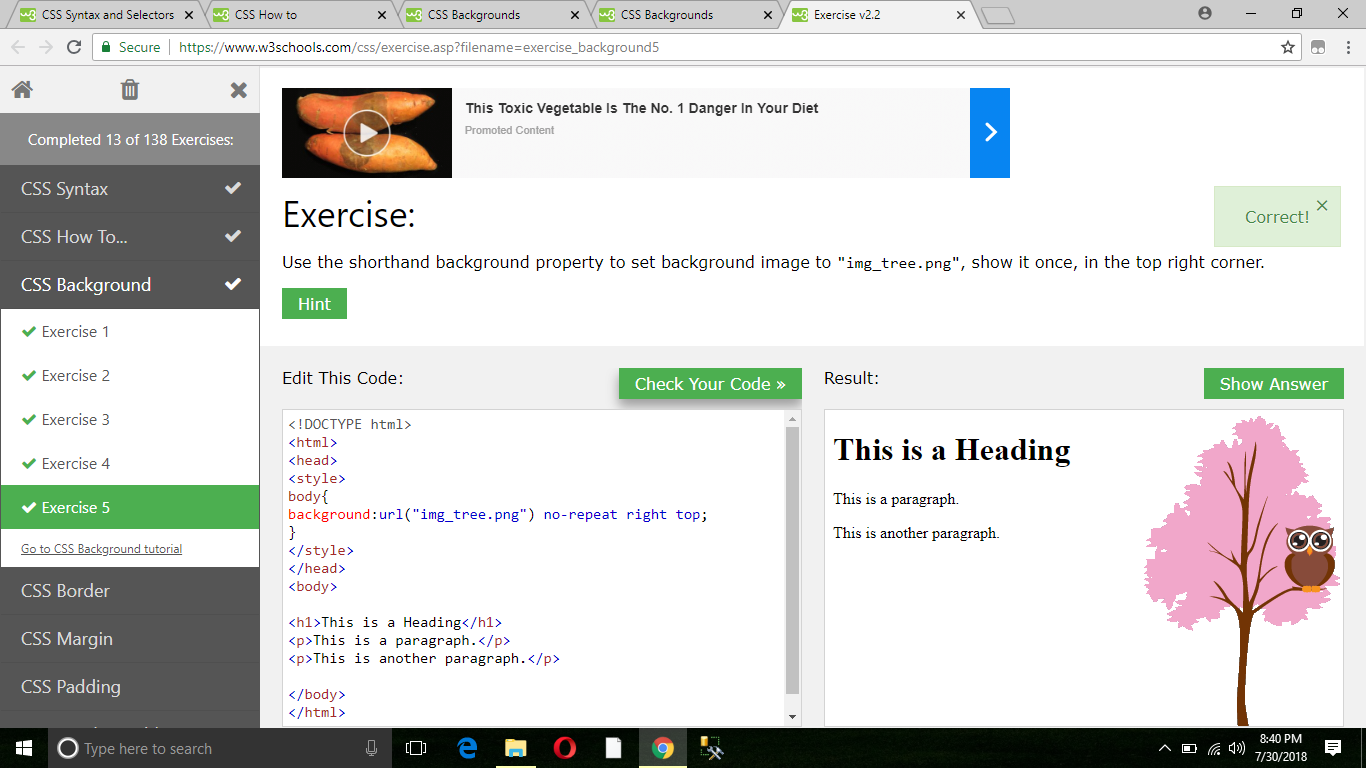 CSS Syntax and Selectors
CSS How to
CSS Backgrounds
CSS Backgrounds
Exercise v2.2
Secure
https://www.w3schools.com/css/exercise.asp?filename=exercise_background5
Completed 13 of 138 Exercises:
CSS Syntax
CSS How To...
CSS Background
Exercise 1
Exercise 2
Exercise 3
Exercise 4
Exercise 5
Go to CSS Background tutorial
CSS Border
CSS Margin
CSS Padding
This Toxic Vegetable Is The No. 1 Danger In Your Diet
Promoted Content
Exercise:
Correct!
Use the shorthand background property to set background image to "img_tree.png", show it once, in the top right corner.
Hint
Edit This Code:
Check Your Code »
<!DOCTYPE html>
<html>
<head>
<style>
body{
background:url("img_tree.png") no-repeat right top;
}
</style>
</head>
<body>
<h1>This is a Heading</h1>
<p>This is a paragraph.</p>
<p>This is another paragraph.</p>
</body>
</html>
Result:
Show Answer
This is a Heading
This is a paragraph.
This is another paragraph.
Type here to search
8:40 PM
7/30/2018